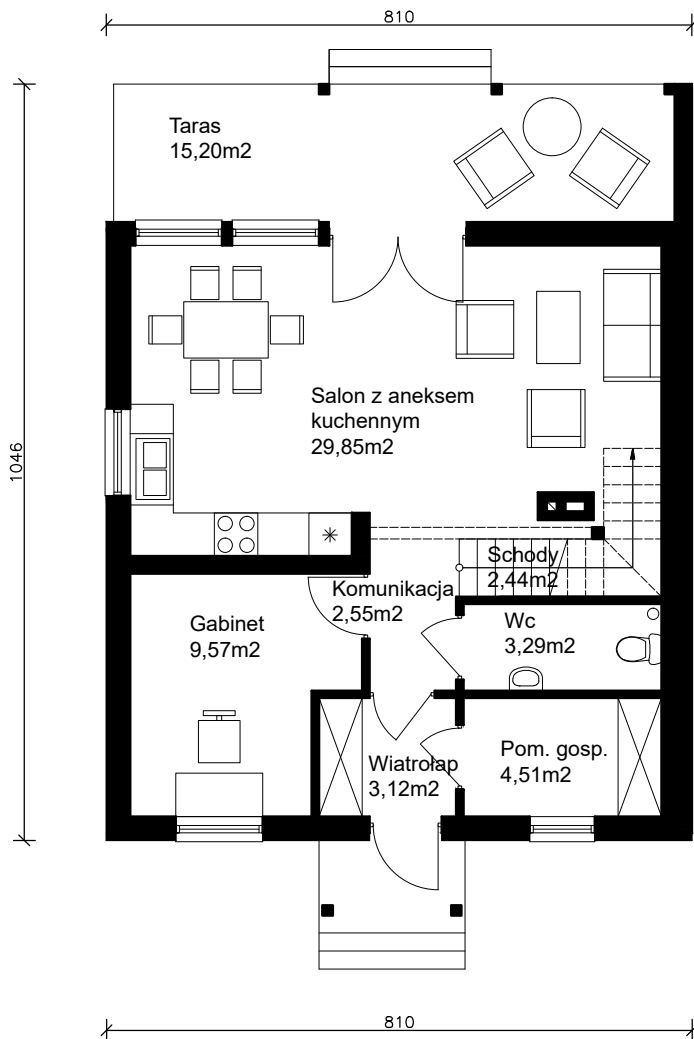 810
Taras
15,20m2
1046
Salon z aneksem
kuchennym
29,85m2
Schody
2,44m2
Komunikacja
2,55m2
Gabinet
9,57m2
Wc
3,29m2
Wiatrołap
3,12m2
Pom. gosp.
4,51m2
810